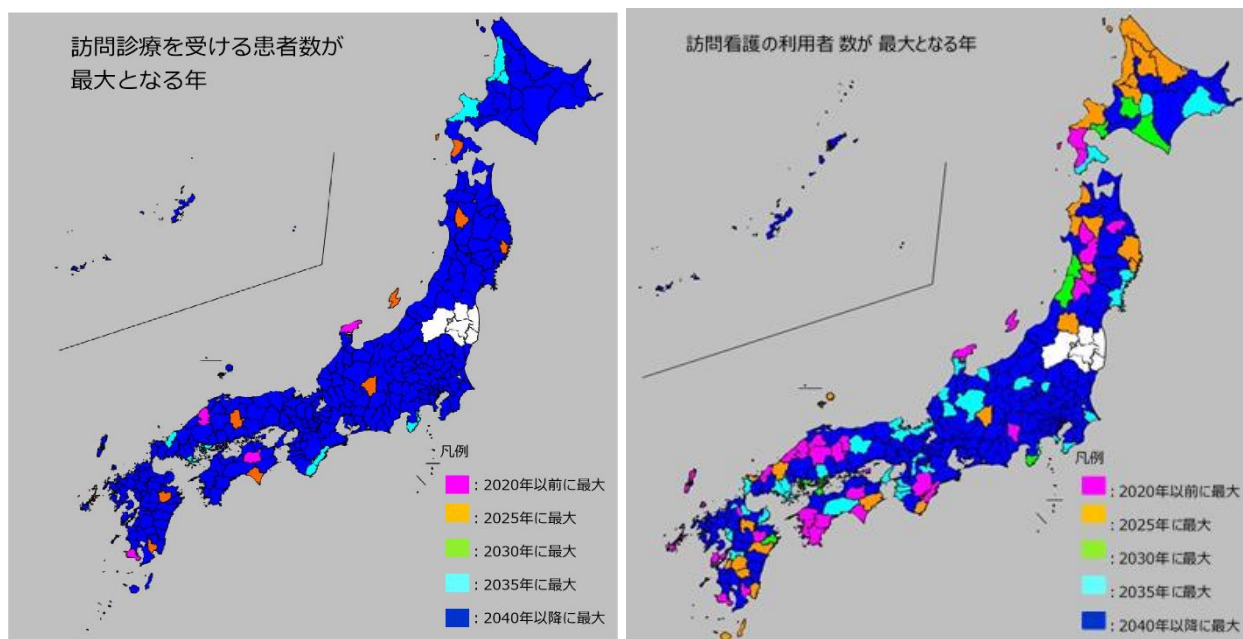 訪問診療を受ける患者数が
最大となる年
凡例
：2020年以前に最大
：2025年に最大
：2030年に最大
：2035年に最大
：2040年以降に最大
訪問看護の利用者 数が 最大となる年
凡例
：2020年以前に最大
：2025年に最大
：2030年に最大
：2035年に最大
：2040年以降に最大